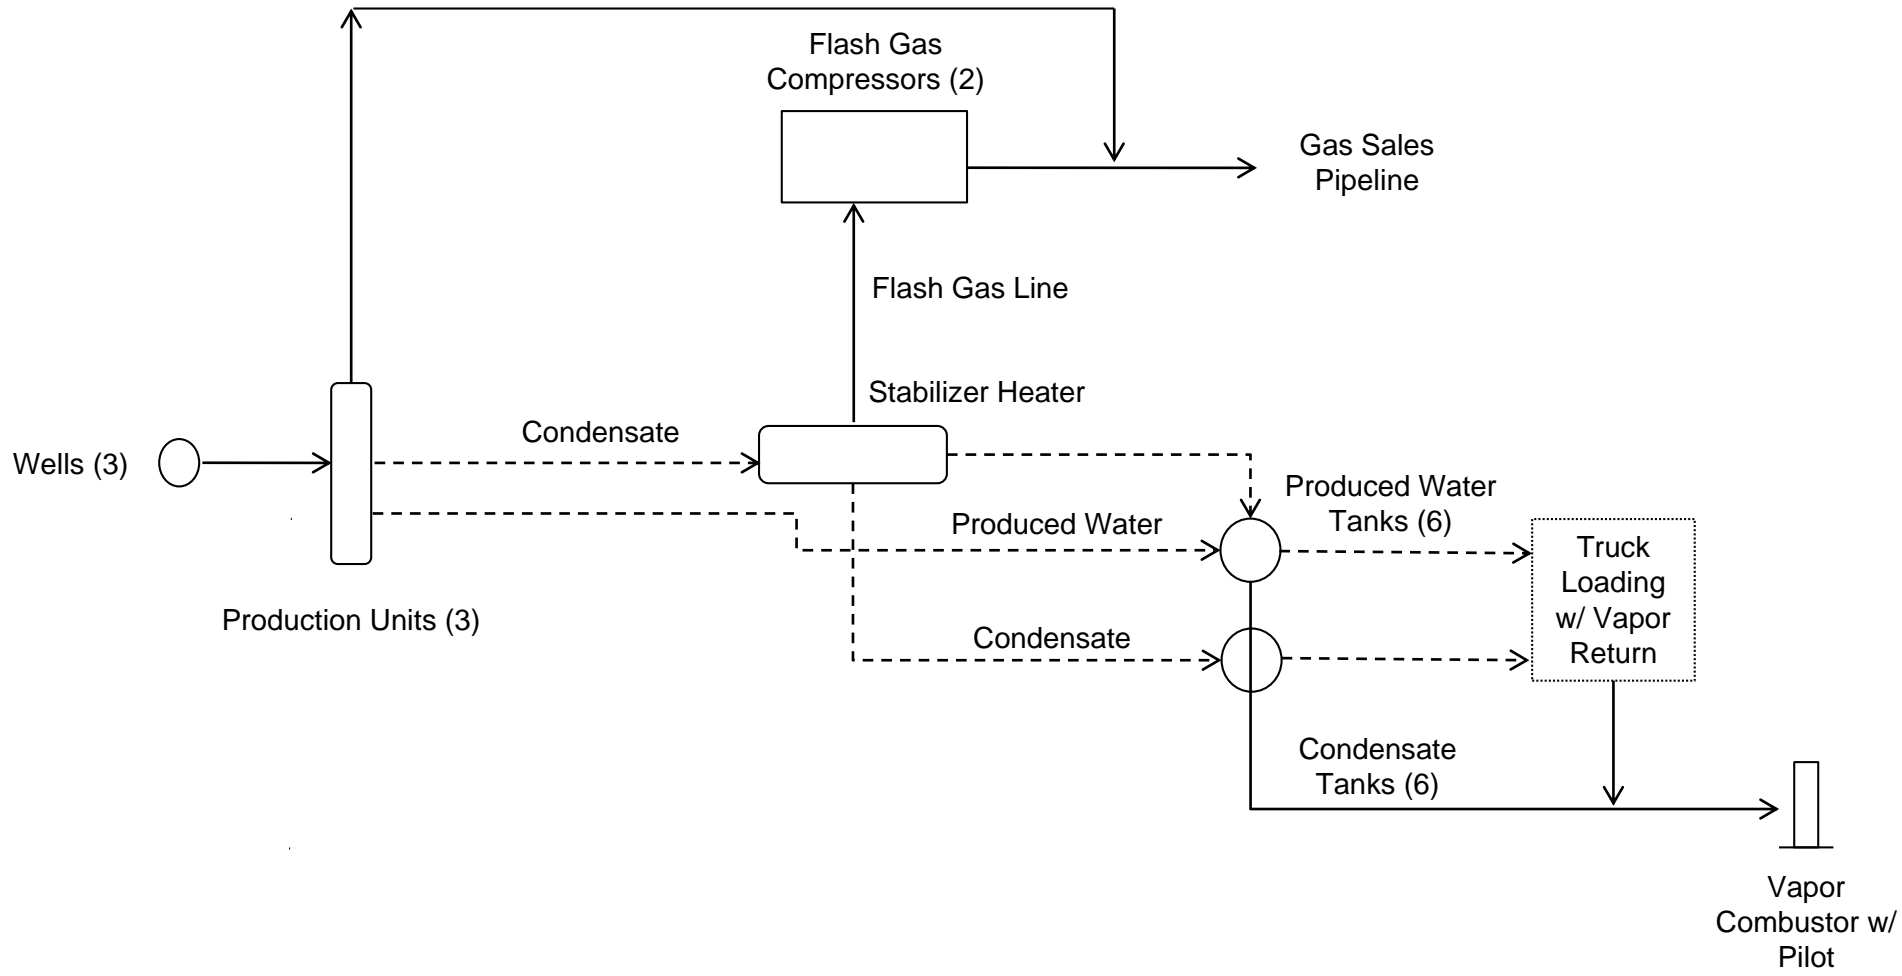 Flash Gas
Compressors (2)
Gas Sales
Pipeline
Flash Gas Line
Stabilizer Heater
Condensate
Wells (3)
Produced Water
Tanks (6)
Produced Water
Truck
Loading
w/ Vapor
Return
Production Units (3)
Condensate
Condensate
Tanks (6)
Vapor
Combustor w/
Pilot